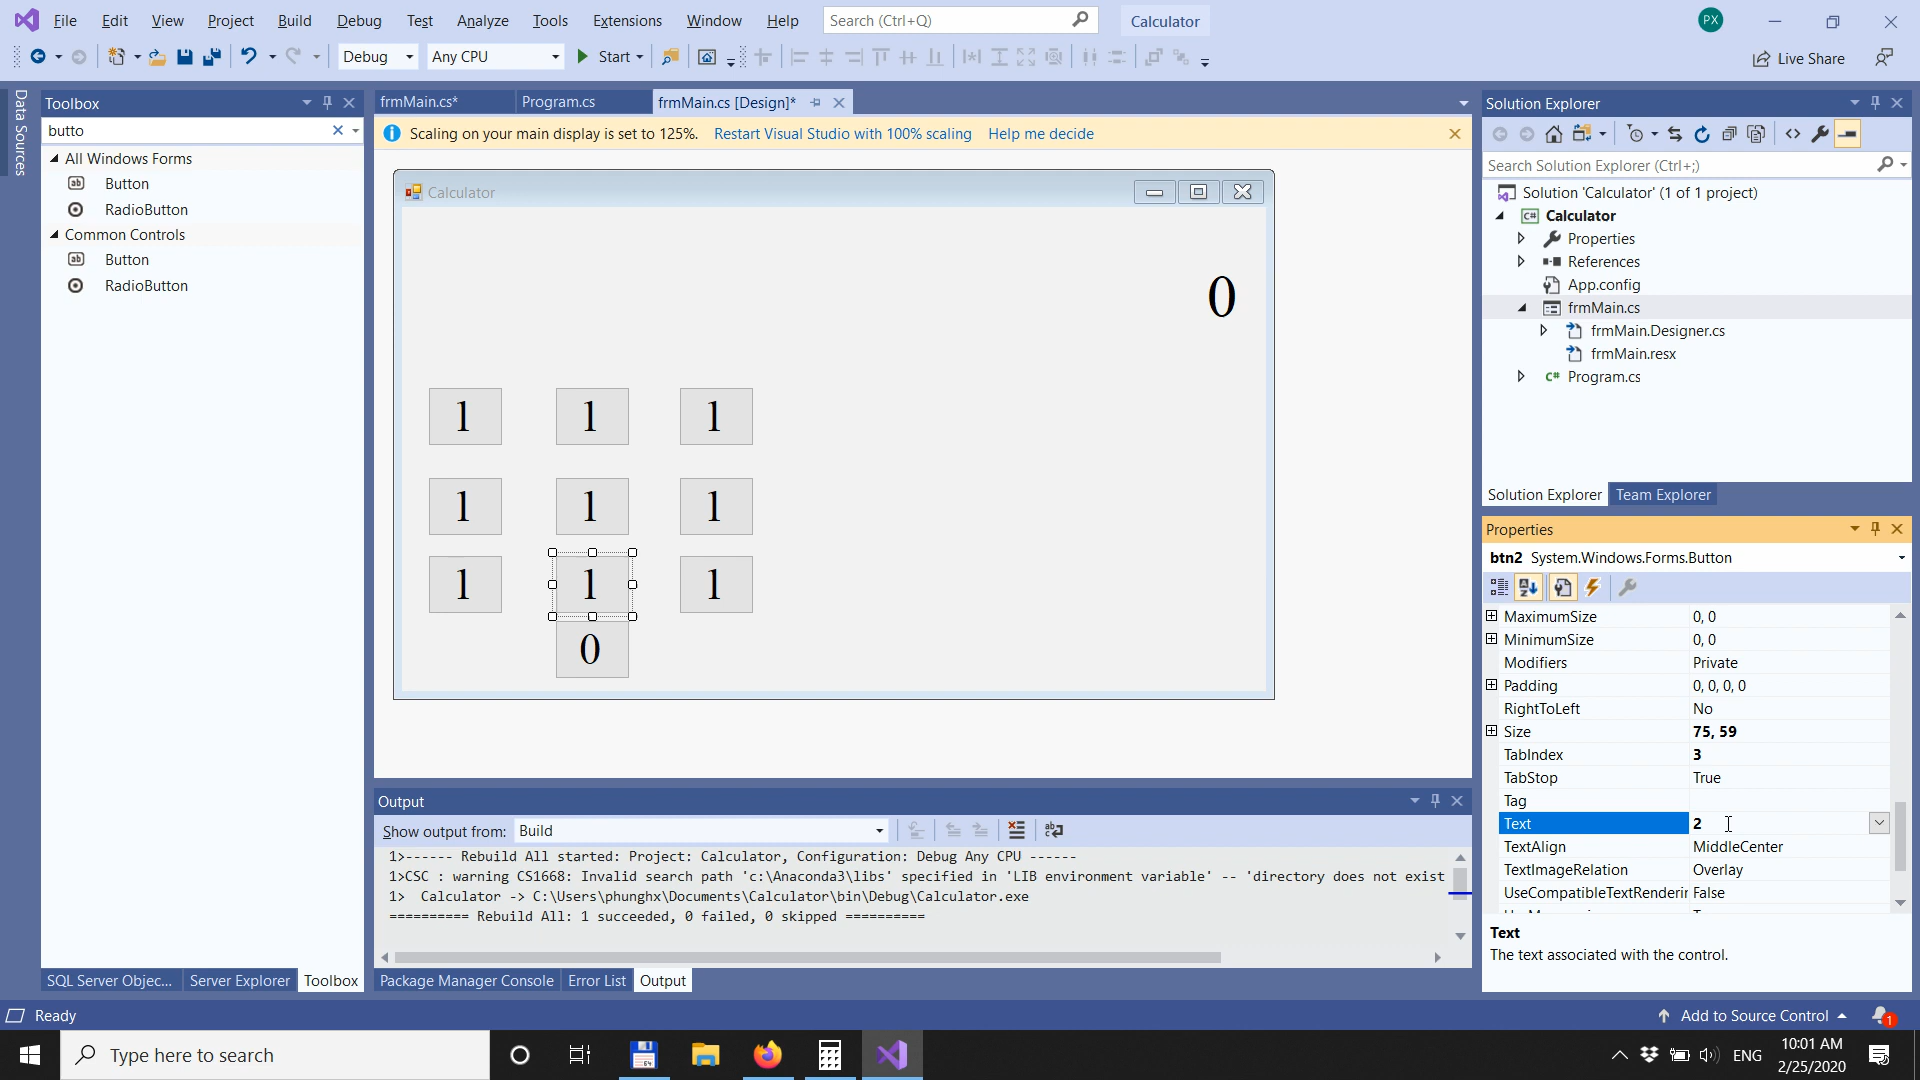 File Edit View Project Build Debug Test Analyze Tools Extensions Window Help Search (Ctrl+Q) Calculator PX
Debug Any CPU Start Live Share
Data Sources
Toolbox
butto
All Windows Forms
Button
RadioButton
Common Controls
Button
RadioButton
SQL Server Objec... Server Explorer Toolbox
frmMain.cs* Program.cs frmMain.cs [Design]*
Scaling on your main display is set to 125%. Restart Visual Studio with 100% scaling Help me decide
Calculator
0
1 1 1
1 1 1
1 1 1
0
Output
Show output from: Build
1>------ Rebuild All started: Project: Calculator, Configuration: Debug Any CPU ------
1>CSC : warning CS1668: Invalid search path 'c:\Anaconda3\libs' specified in 'LIB environment variable' -- 'directory does not exist
1> Calculator -> C:\Users\phunghx\Documents\Calculator\bin\Debug\Calculator.exe
========== Rebuild All: 1 succeeded, 0 failed, 0 skipped ==========
Package Manager Console Error List Output
Solution Explorer
Search Solution Explorer (Ctrl+;)
Solution 'Calculator' (1 of 1 project)
C# Calculator
Properties
References
App.config
frmMain.cs
frmMain.Designer.cs
frmMain.resx
C# Program.cs
Solution Explorer Team Explorer
Properties
btn2 System.Windows.Forms.Button
MaximumSize 0, 0
MinimumSize 0, 0
Modifiers Private
Padding 0, 0, 0, 0
RightToLeft No
Size 75, 59
TabIndex 3
TabStop True
Tag
Text 2
TextAlign MiddleCenter
TextImageRelation Overlay
UseCompatibleTextRenderin False
Text
The text associated with the control.
Ready Add to Source Control 1
Type here to search 64 ENG 10:01 AM
2/25/2020